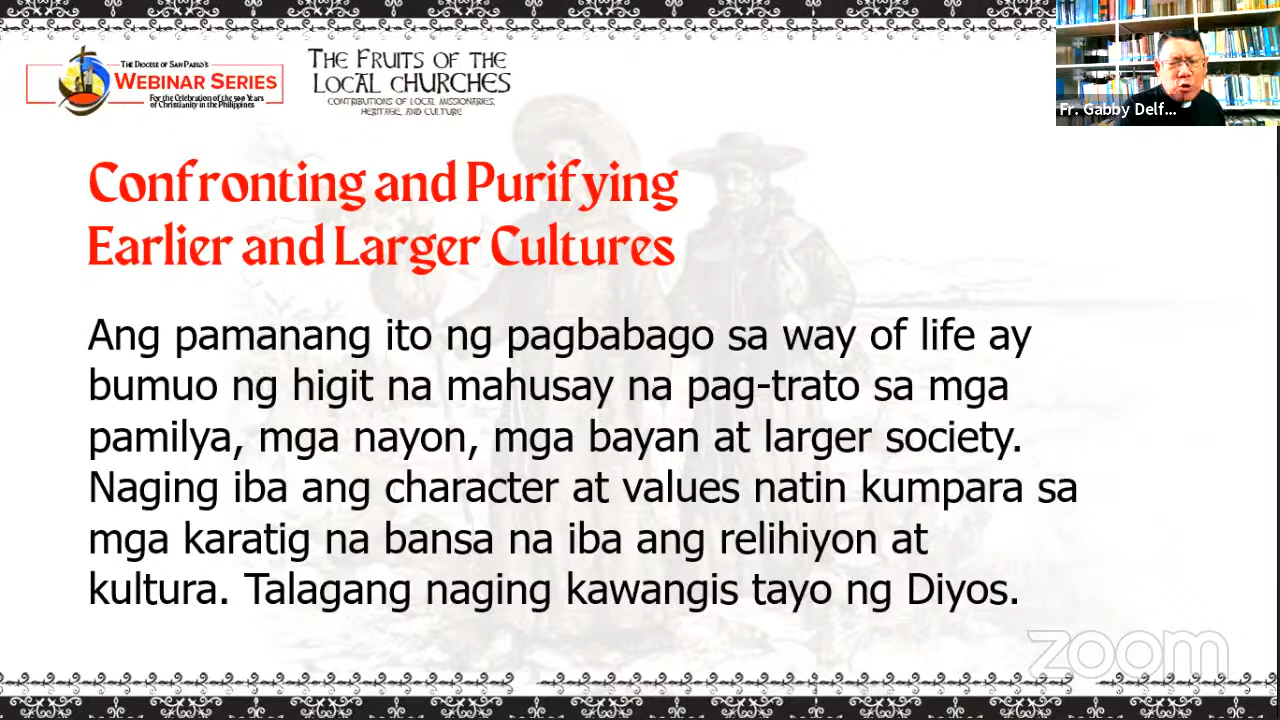 THE DIOCESE OF SAN PABLO'S
WEBINAR SERIES
For the Celebration of the 500 Years
of Christianity in the Philippines
THE FRUITS OF THE
LOCAL CHURCHES
CONTRIBUTIONS OF LOCAL MISSIONARIES,
HERITAGE, AND CULTURE
Fr. Gabby Delf...
Confronting and Purifying
Earlier and Larger Cultures
Ang pamanang ito ng pagbabago sa way of life ay
bumuo ng higit na mahusay na pag-trato sa mga
pamilya, mga nayon, mga bayan at larger society.
Naging iba ang character at values natin kumpara sa
mga karatig na bansa na iba ang relihiyon at
kultura. Talagang naging kawangis tayo ng Diyos.
zoom